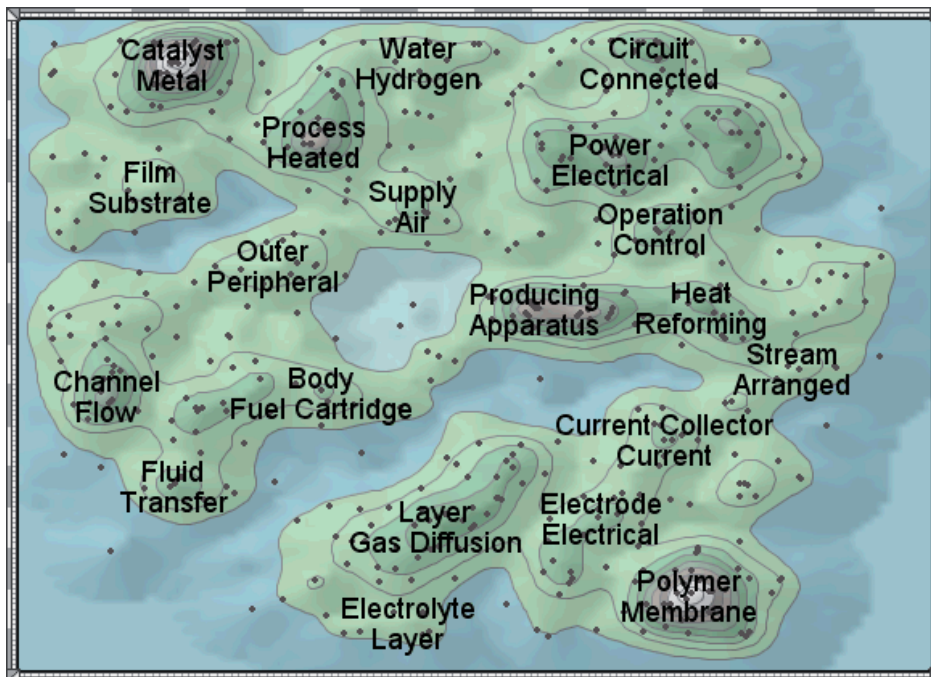 Catalyst
Metal
Water
Hydrogen
Circuit
Connected
Process
Heated
Power
Electrical
Film
Substrate
Supply
Air
Operation
Control
Outer
Peripheral
Producing
Apparatus
Heat
Reforming
Stream
Arranged
Channel
Flow
Body
Fuel Cartridge
Current Collector
Current
Fluid
Transfer
Layer
Gas Diffusion
Electrode
Electrical
Polymer
Membrane
Electrolyte
Layer